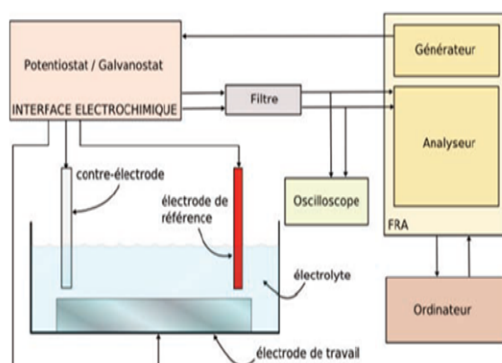 Potentiostat / Galvanostat
INTERFACE ELECTROCHIMIQUE
Filtre
Générateur
Analyseur
FRA
Oscilloscope
Ordinateur
contre-électrode
électrode de
référence
électrolyte
électrode de travail